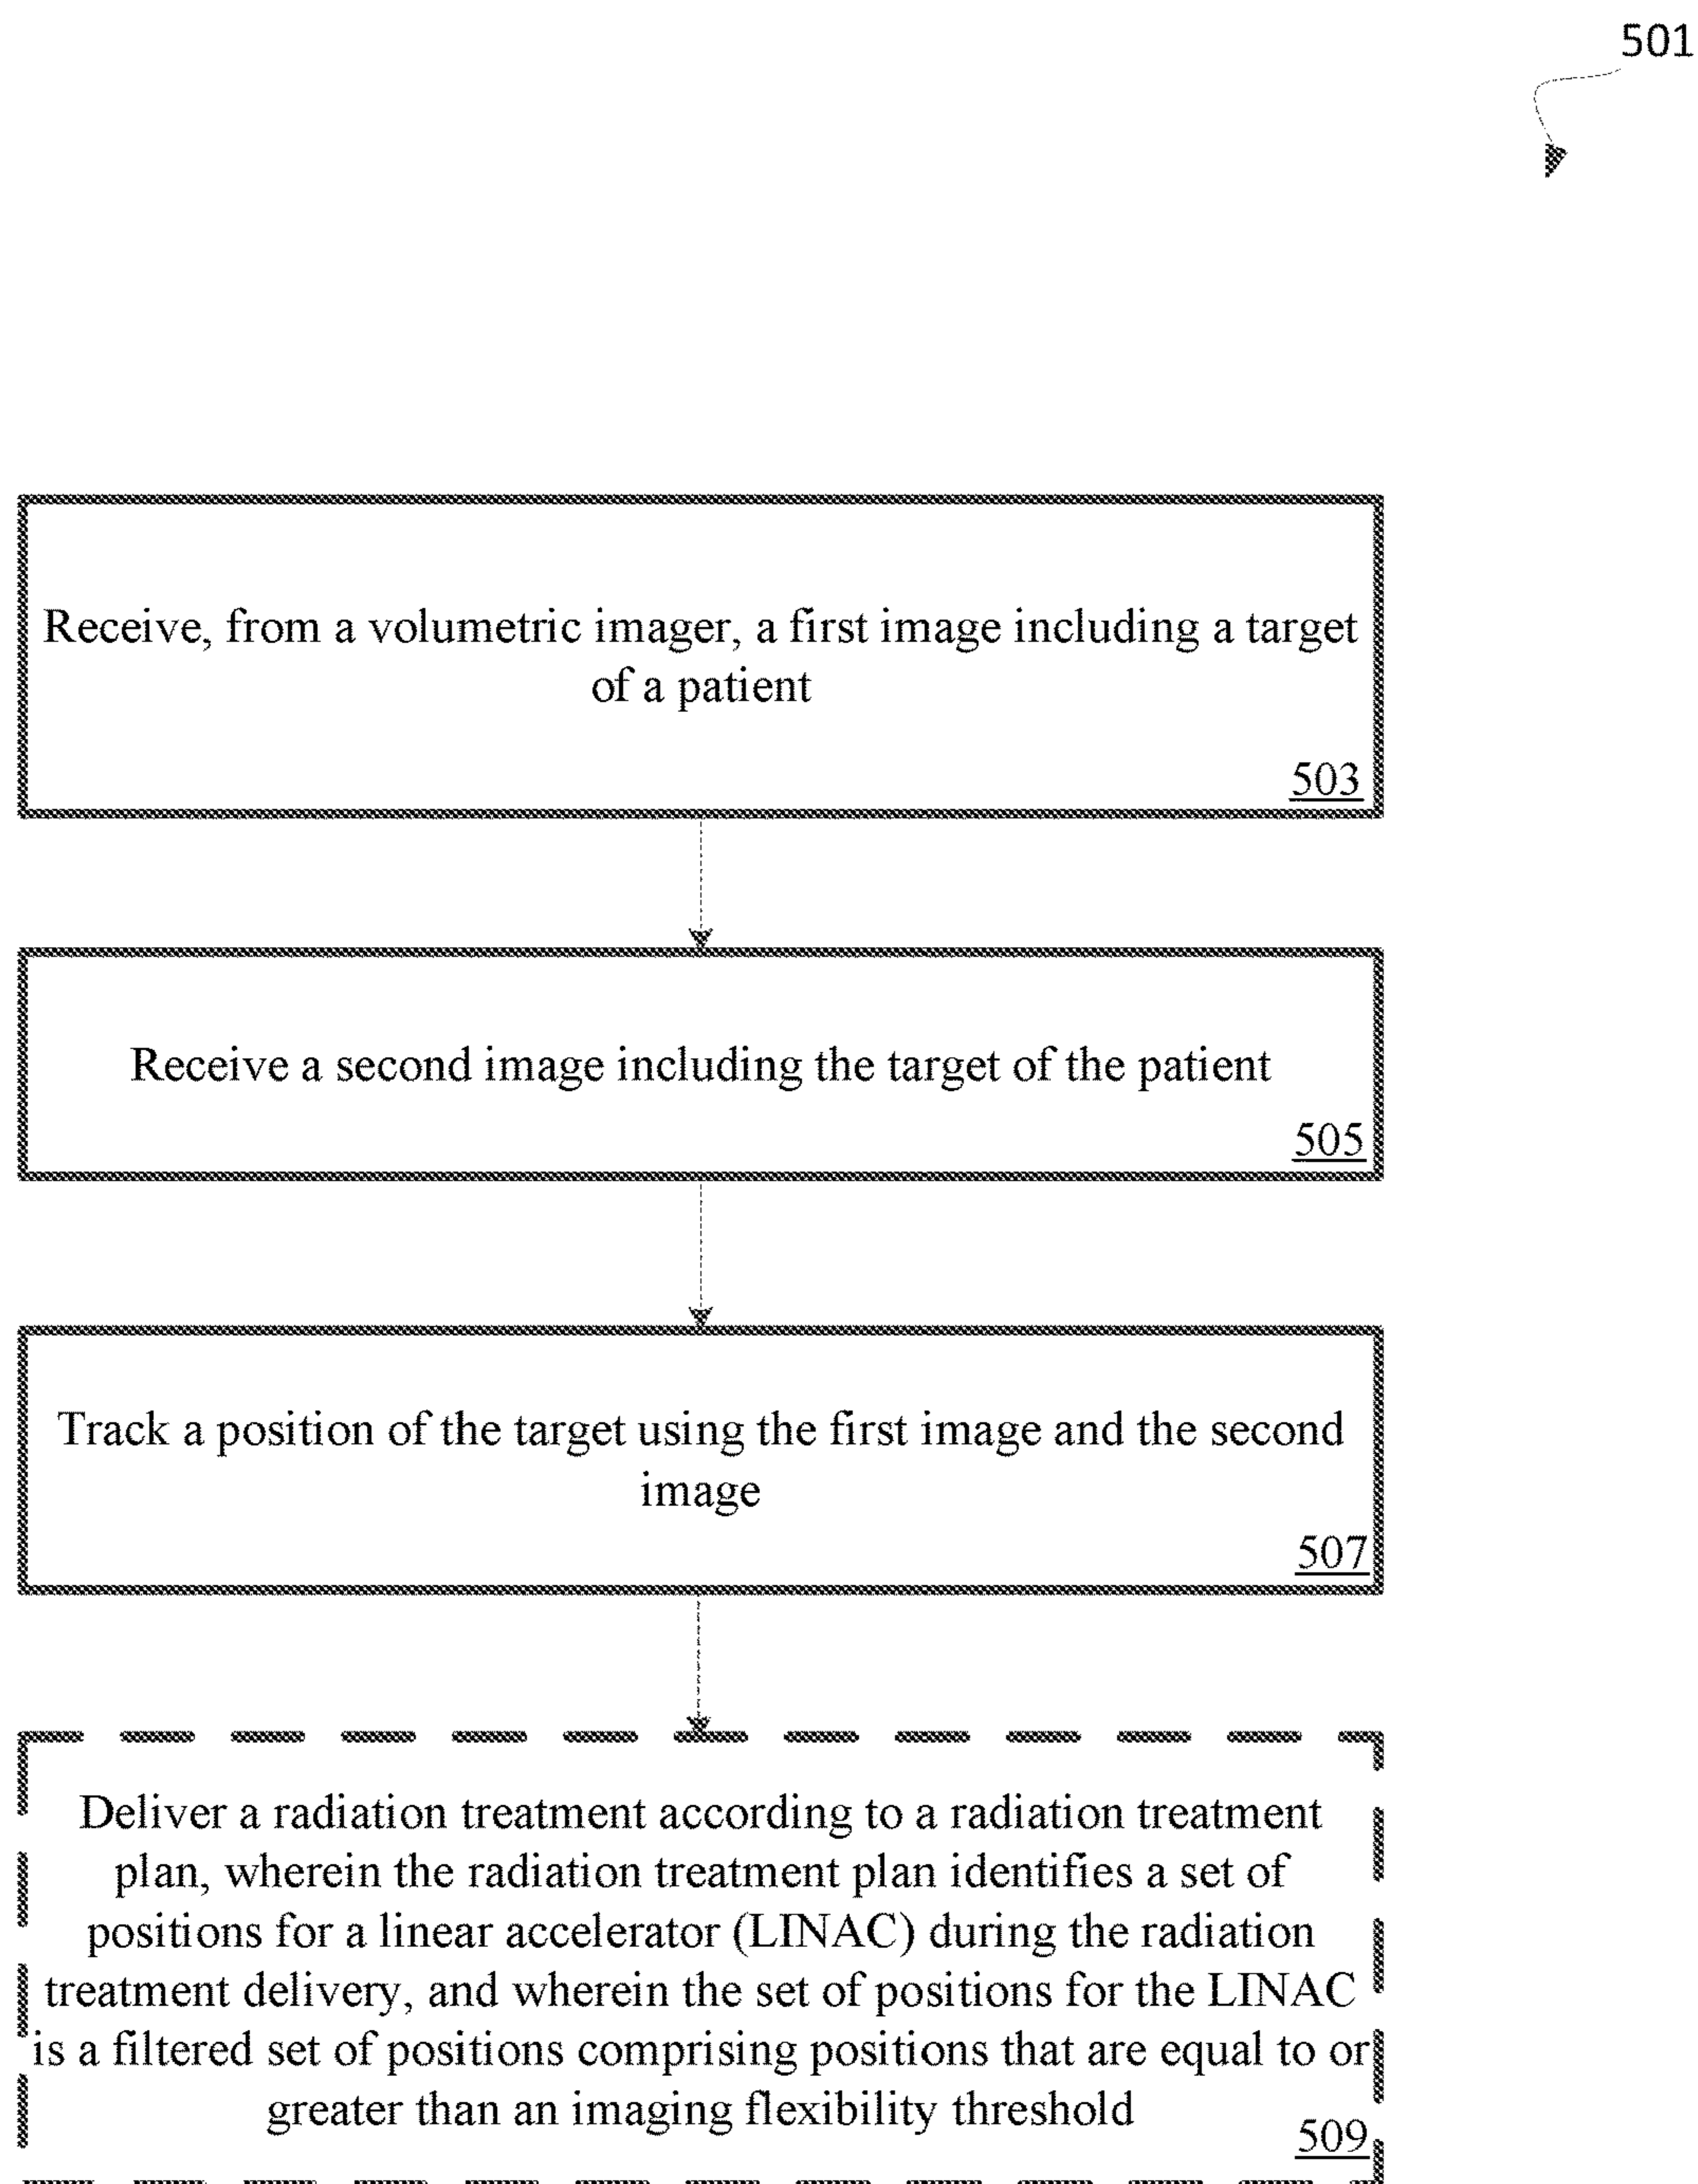 501
Receive, from a volumetric imager, a first image including a target
of a patient
503
Receive a second image including the target of the patient
505
Track a position of the target using the first image and the second
image
507
Deliver a radiation treatment according to a radiation treatment
plan, wherein the radiation treatment plan identifies a set of
positions for a linear accelerator (LINAC) during the radiation
treatment delivery, and wherein the set of positions for the LINAC
is a filtered set of positions comprising positions that are equal to or
greater than an imaging flexibility threshold
509